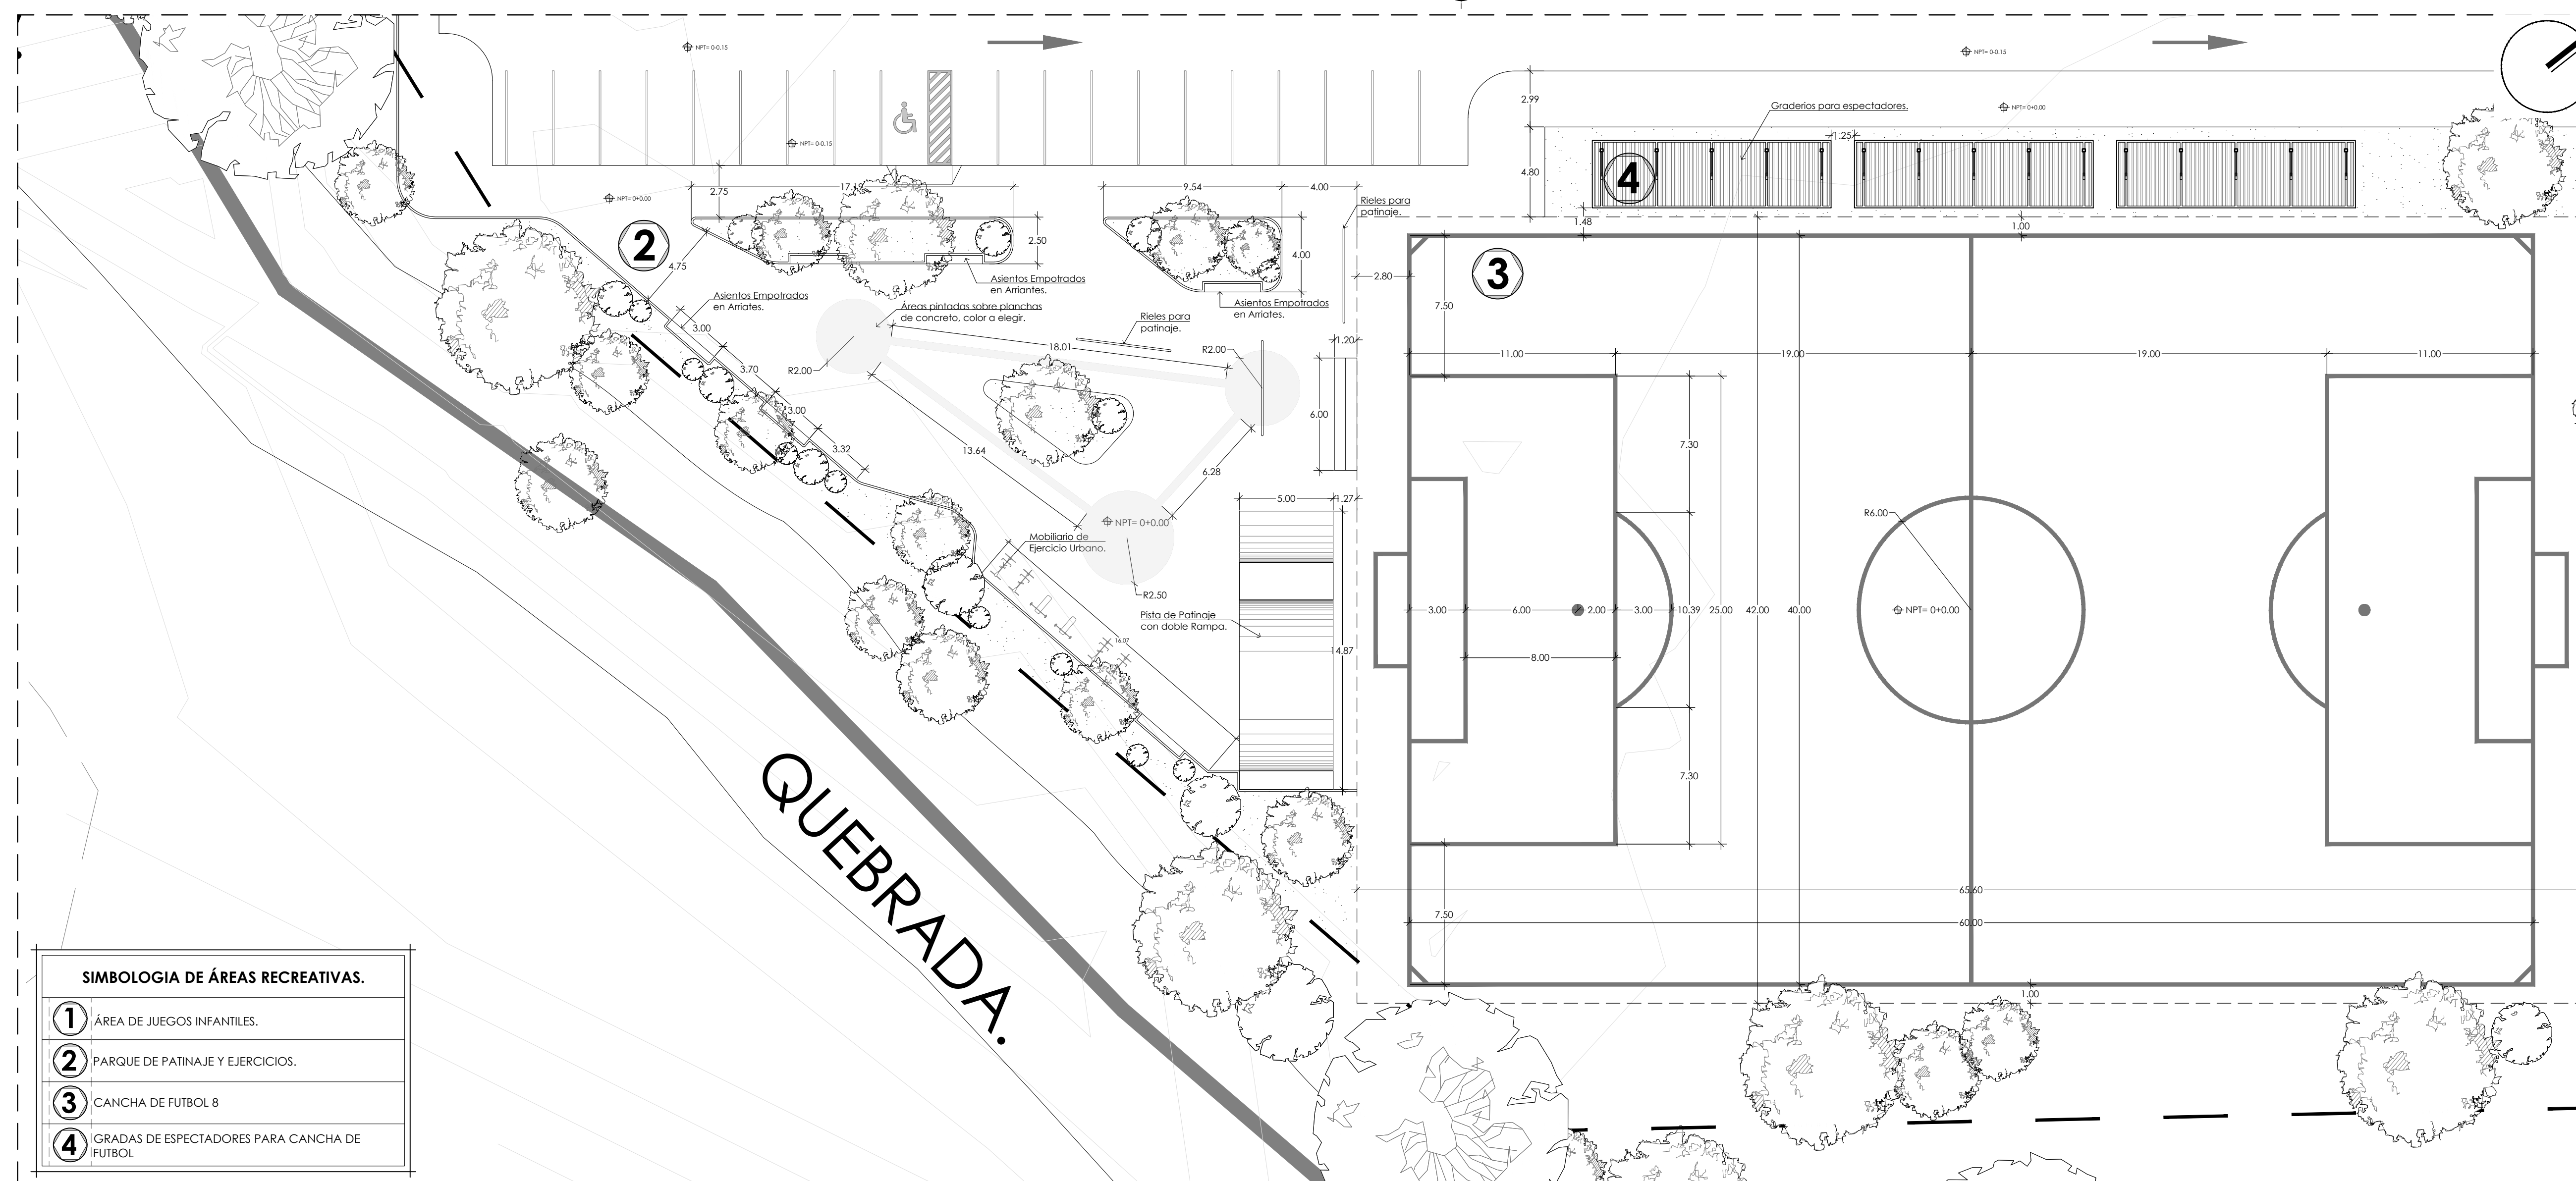 NPT= 0-0.15
NPT= 0-0.15
NPT= 0-0.15
NPT= 0+0.00
NPT= 0+0.00
2.99
4.80
Graderios para espectadores.
1.25
4
1.48
1.00
2
2.75
9.54
4.00
4.75
2.50
4.00
Rieles para
patinaje.
Asientos Empotrados
en Arriantes.
Asientos Empotrados
en Arriates.
Asientos Empotrados
en Arriates.
Áreas pintadas sobre planchas
de concreto, color a elegir.
Rieles para
patinaje.
3.00
3.70
3.00
3.32
R2.00
18.01
R2.00
1.20
6.00
13.64
6.28
5.00
1.27
NPT= 0+0.00
Mobiliario de
Ejercicio Urbano.
R2.50
Pista de Patinaje
con doble Rampa.
16.07
14.87
QUEBRADA.
3
2.80
7.50
11.00
19.00
19.00
11.00
7.30
R6.00
3.00
6.00
2.00
3.00
10.39
25.00
42.00
40.00
NPT= 0+0.00
8.00
7.30
7.50
65.60
60.00
1.00
SIMBOLOGIA DE ÁREAS RECREATIVAS.
1 ÁREA DE JUEGOS INFANTILES.
2 PARQUE DE PATINAJE Y EJERCICIOS.
3 CANCHA DE FUTBOL 8
4 GRADAS DE ESPECTADORES PARA CANCHA DE
FUTBOL